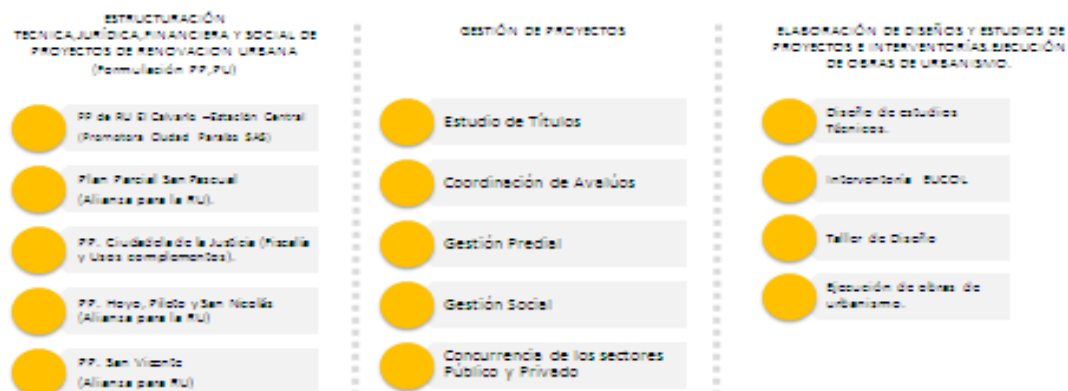 ESTRUCTURACIÓN
TECNICA,JURÍDICA,FINANCIERA Y SOCIAL DE
PROYECTOS DE RENOVACION URBANA
(Formulación PP,PU)
PP de RU El Calvario –Estación Central
(Promotora Ciudad Paraíso SAS)
Plan Parcial San Pascual
(Alianza para la RU).
PP. Ciudadela de la Justicia (Fiscalía
y Usos complementos).
PP. Hoyo, Piloto y San Nicolás
(Alianza para la RU)
PP. San Vicente
(Alianza para RU)
GESTIÓN DE PROYECTOS
Estudio de Títulos
Coordinación de Avalúos
Gestión Predial
Gestión Social
Concurrencia de los sectores
Público y Privado
ELABORACIÓN DE DISEÑOS Y ESTUDIOS DE
PROYECTOS E INTERVENTORÍAS.EJECUCIÓN
DE OBRAS DE URBANISMO.
Diseño de estudios
Técnicos.
Interventoría
Taller de Diseño
Ejecución de obras de
urbanismo.